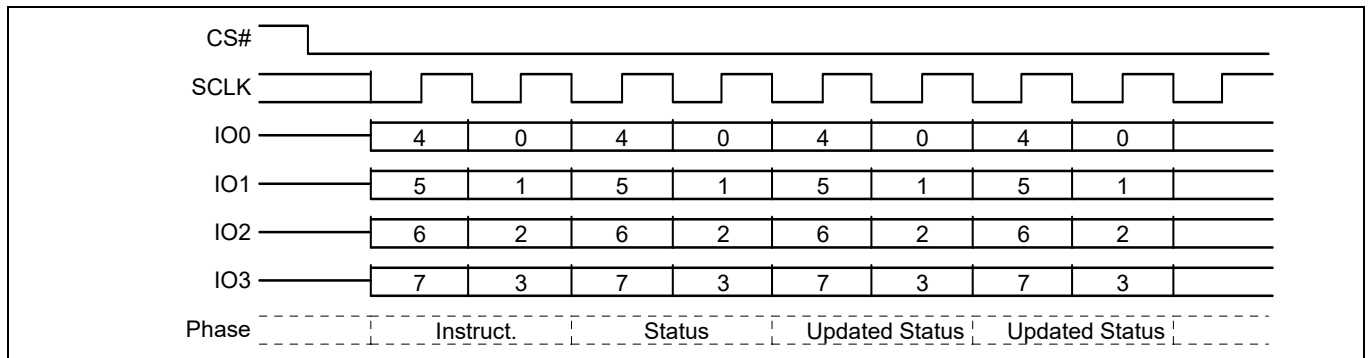 CS#
SCLK
IO0 4 0 4 0 4 0 4 0
IO1 5 1 5 1 5 1 5 1
IO2 6 2 6 2 6 2 6 2
IO3 7 3 7 3 7 3 7 3
Phase Instruct. Status Updated Status Updated Status